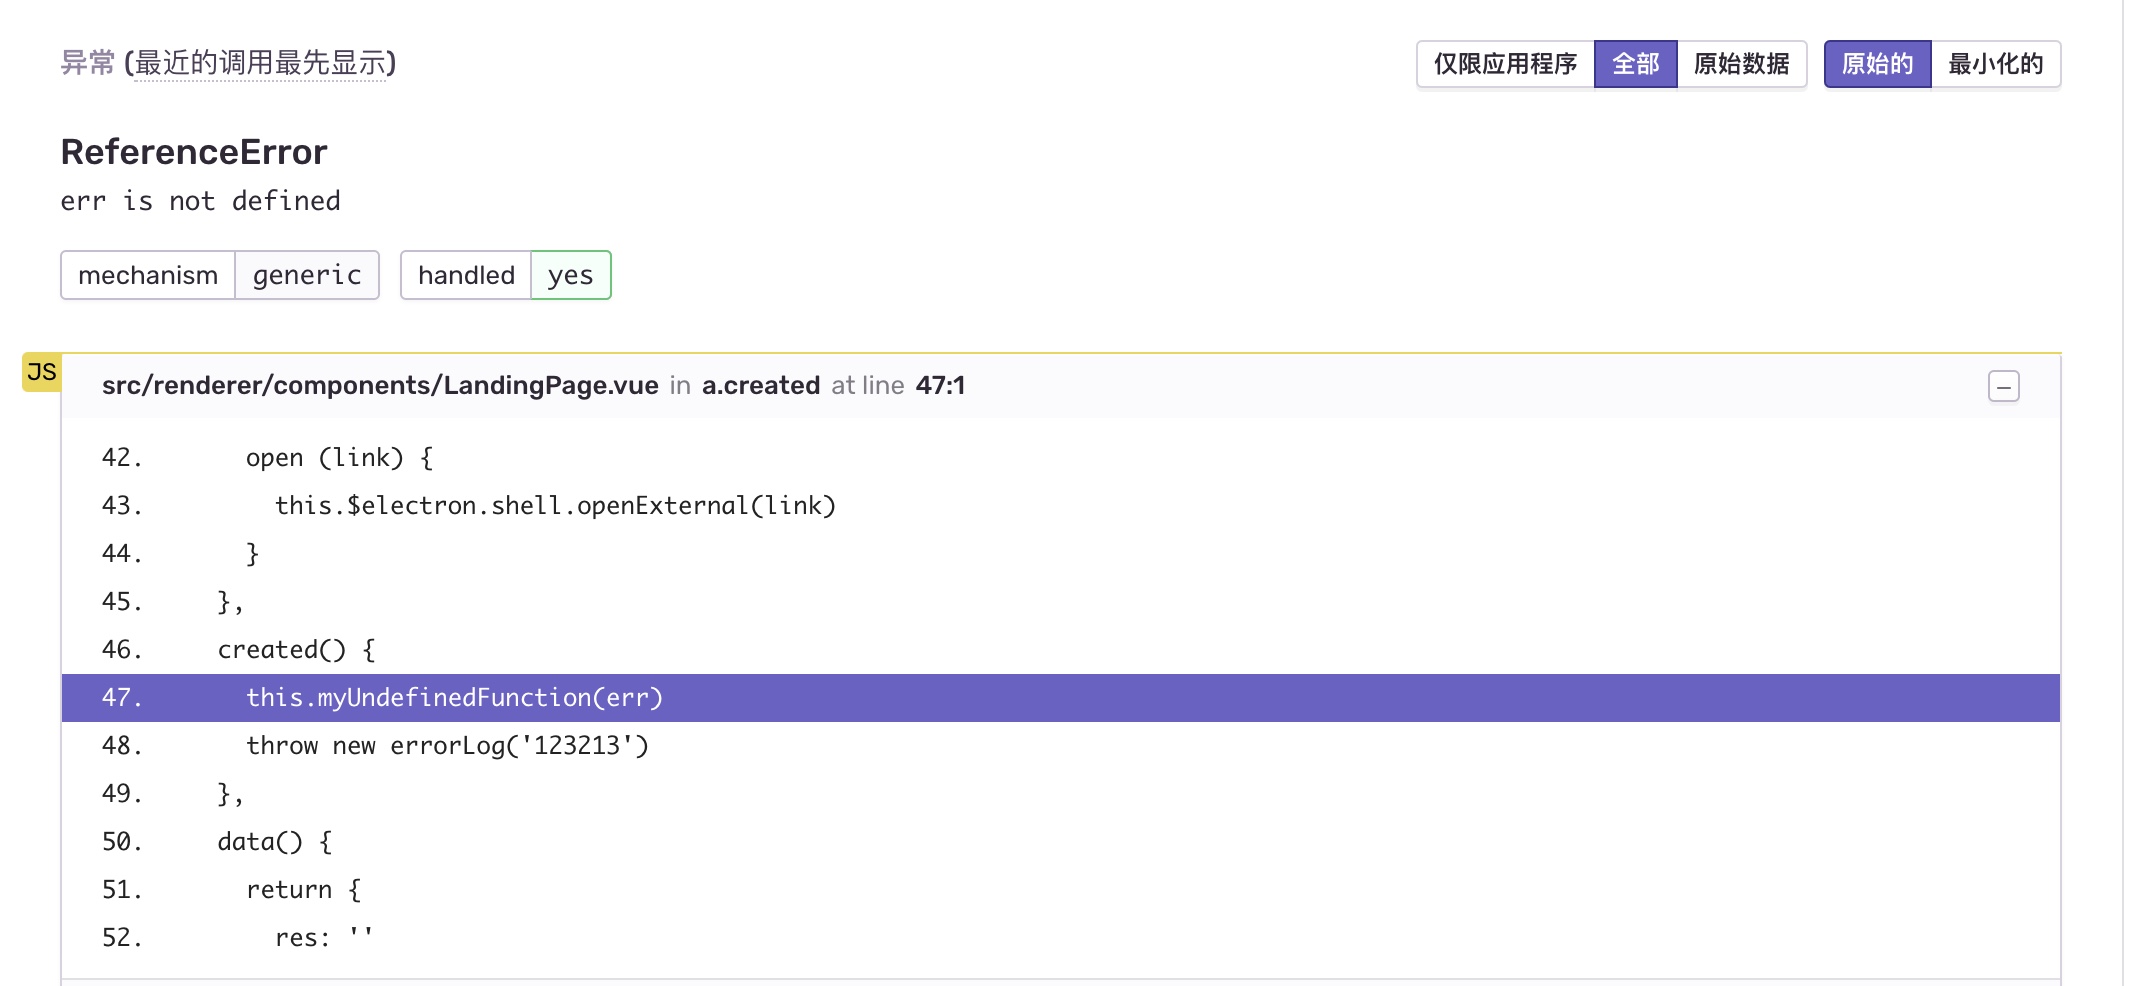 异常 (最近的调用最先显示) 仅限应用程序 全部 原始数据 原始的 最小化的
ReferenceError
err is not defined
mechanism generic handled yes
JS
src/renderer/components/LandingPage.vue in a.created at line 47:1
42. open (link) {
43. this.$electron.shell.openExternal(link)
44. }
45. },
46. created() {
47. this.myUndefinedFunction(err)
48. throw new errorLog('123213')
49. },
50. data() {
51. return {
52. res: ''